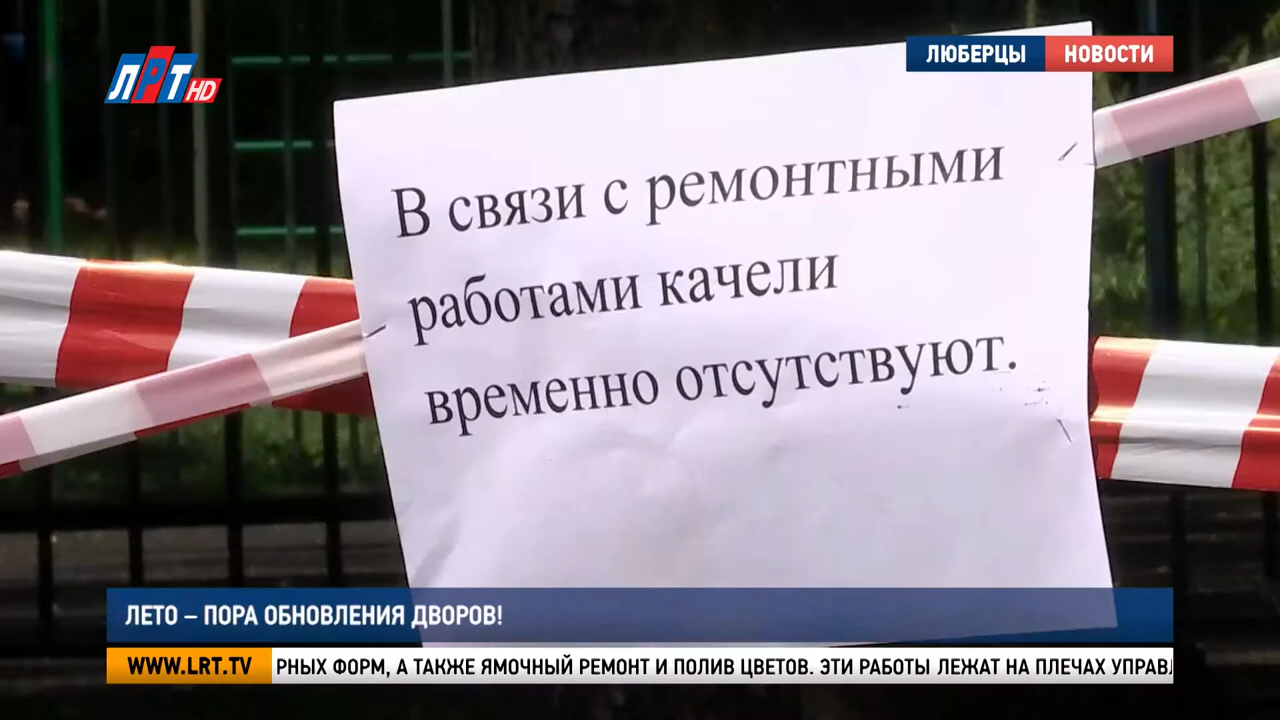 ЛРТ HD
ЛЮБЕРЦЫ НОВОСТИ
В связи с ремонтными
работами качели
временно отсутствуют.
ЛЕТО – ПОРА ОБНОВЛЕНИЯ ДВОРОВ!
WWW.LRT.TV РНЫХ ФОРМ, А ТАКЖЕ ЯМОЧНЫЙ РЕМОНТ И ПОЛИВ ЦВЕТОВ. ЭТИ РАБОТЫ ЛЕЖАТ НА ПЛЕЧАХ УПРАВЛ